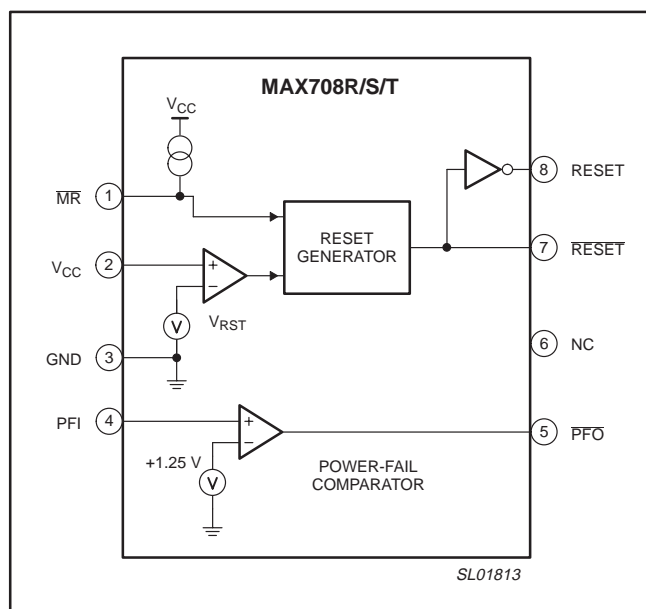 MAX708R/S/T
VCC
MR
1
RESET
GENERATOR
8
RESET
7
RESET
VCC
2
+
−
VRST
V
GND
3
6
NC
PFI
4
+
−
5
PFO
+1.25 V
V
POWER-FAIL
COMPARATOR
SL01813